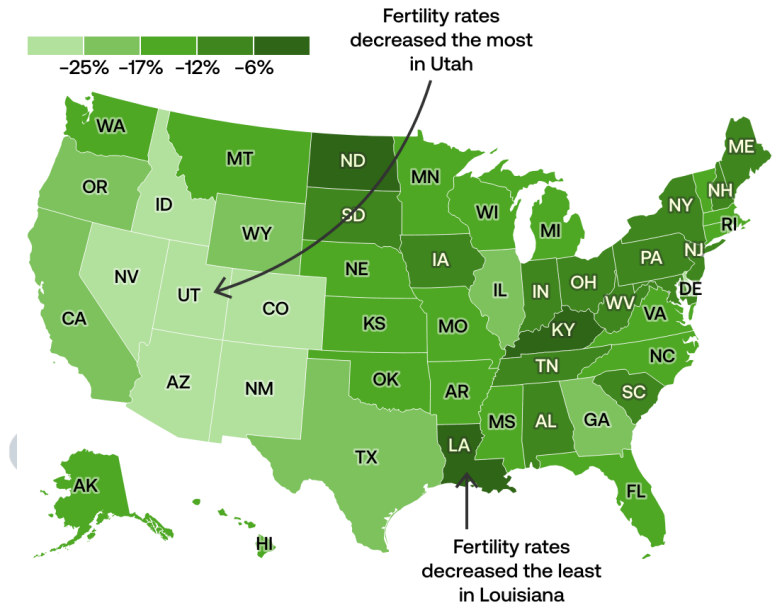 Fertility rates
decreased the most
in Utah
−25% −17% −12% −6%
WA
MT
ND
MN
ME
OR
ID
SD
WI
MI
NY
NH
RI
WY
IA
PA
NJ
NV
UT
CO
NE
IL
IN
OH
DE
WV
VA
CA
KS
MO
KY
NC
AZ
NM
OK
AR
TN
SC
MS
AL
GA
TX
LA
AK
HI
FL
Fertility rates
decreased the least
in Louisiana